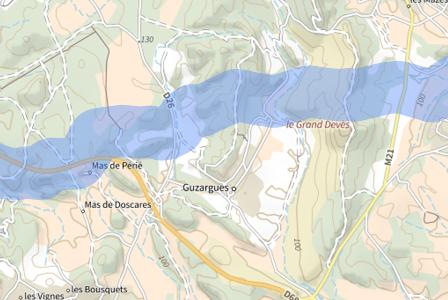 les Mazes
130
D26
100
le Grand Devès
M21
Mas de Périé
Guzargues
Mas de Doscares
100
100
les Bousquets
les Vignes
D68